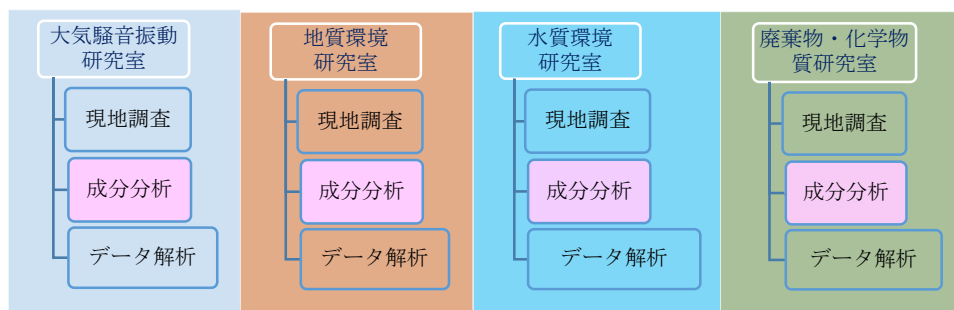 大気騒音振動
研究室
現地調査
成分分析
データ解析
地質環境
研究室
現地調査
成分分析
データ解析
水質環境
研究室
現地調査
成分分析
データ解析
廃棄物・化学物
質研究室
現地調査
成分分析
データ解析